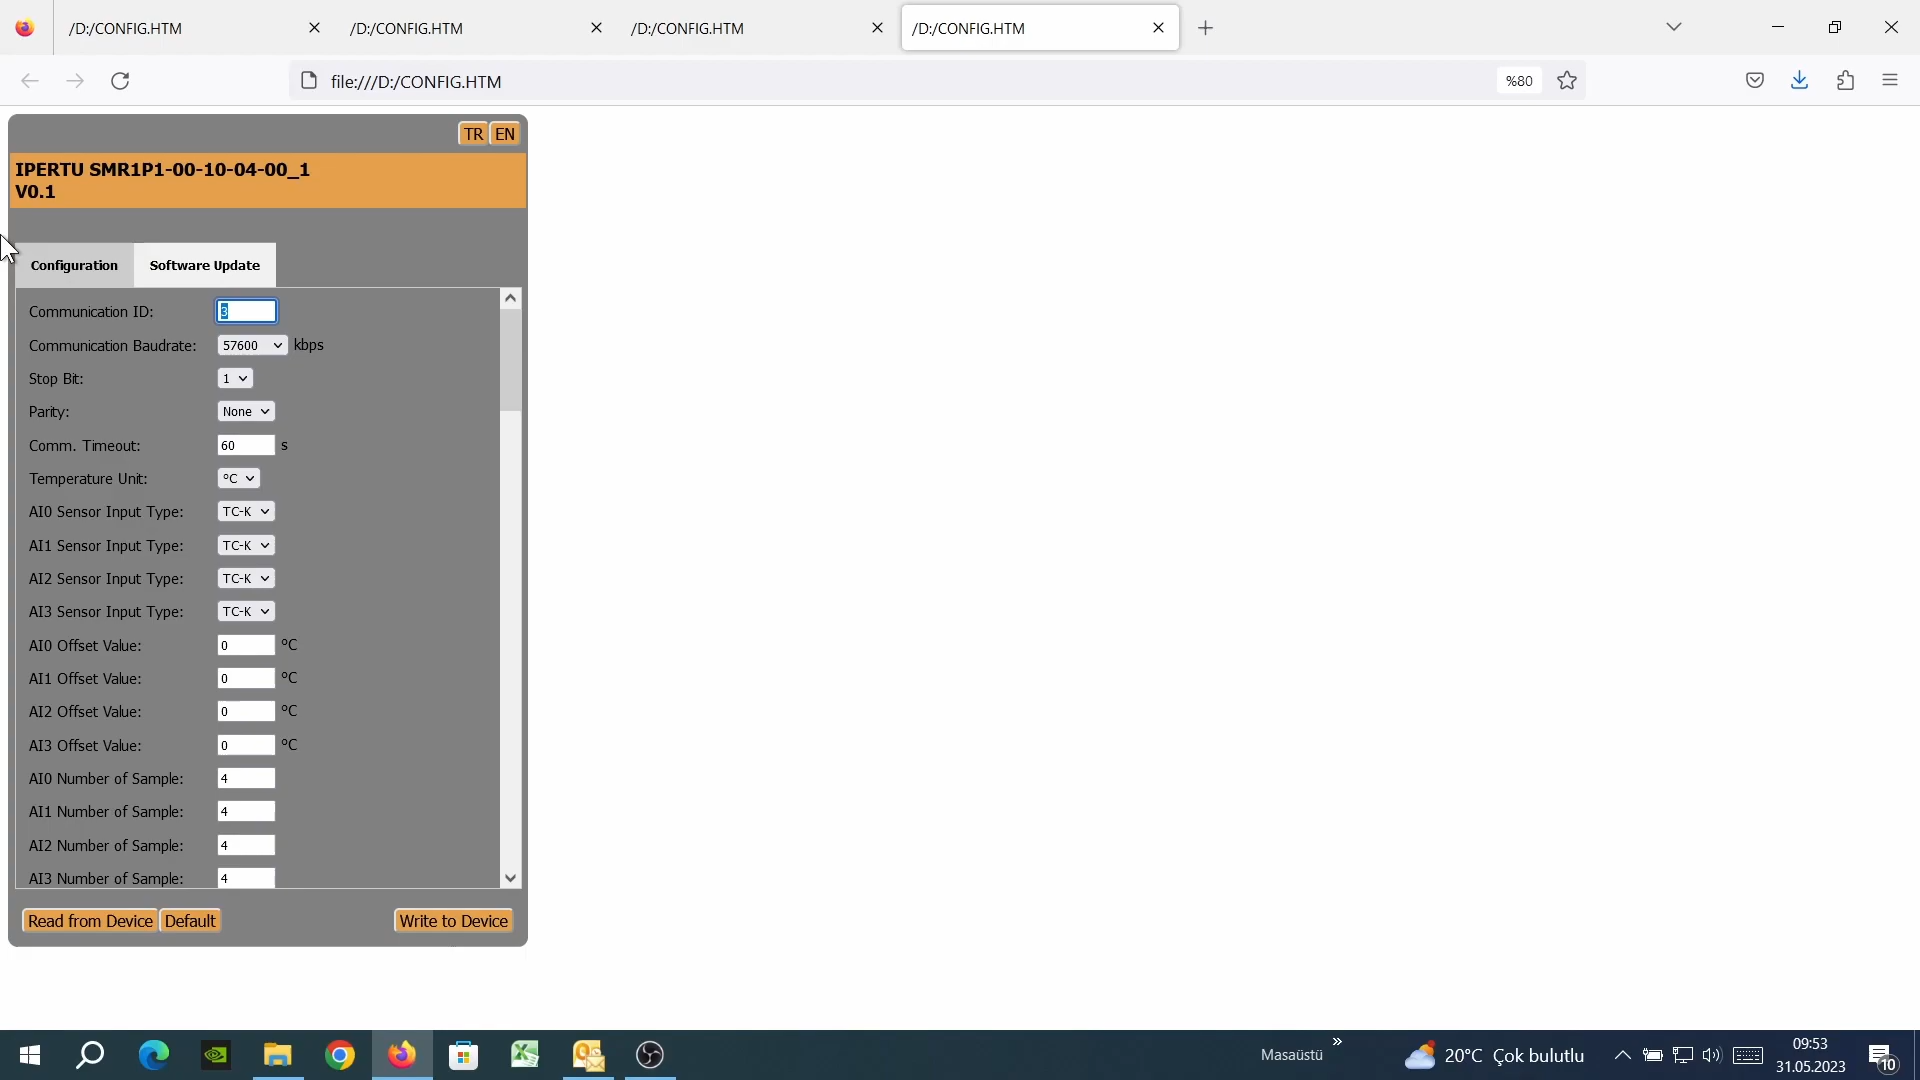 /D:/CONFIG.HTM /D:/CONFIG.HTM /D:/CONFIG.HTM /D:/CONFIG.HTM
file:///D:/CONFIG.HTM %80
TR EN
IPERTU SMR1P1-00-10-04-00_1
V0.1
Configuration Software Update
Communication ID: 3
Communication Baudrate: 57600 kbps
Stop Bit: 1
Parity: None
Comm. Timeout: 60 s
Temperature Unit: ºC
AI0 Sensor Input Type: TC-K
AI1 Sensor Input Type: TC-K
AI2 Sensor Input Type: TC-K
AI3 Sensor Input Type: TC-K
AI0 Offset Value: 0 ºC
AI1 Offset Value: 0 ºC
AI2 Offset Value: 0 ºC
AI3 Offset Value: 0 ºC
AI0 Number of Sample: 4
AI1 Number of Sample: 4
AI2 Number of Sample: 4
AI3 Number of Sample: 4
Read from Device Default Write to Device
Masaüstü » 20°C Çok bulutlu 09:53
31.05.2023 10